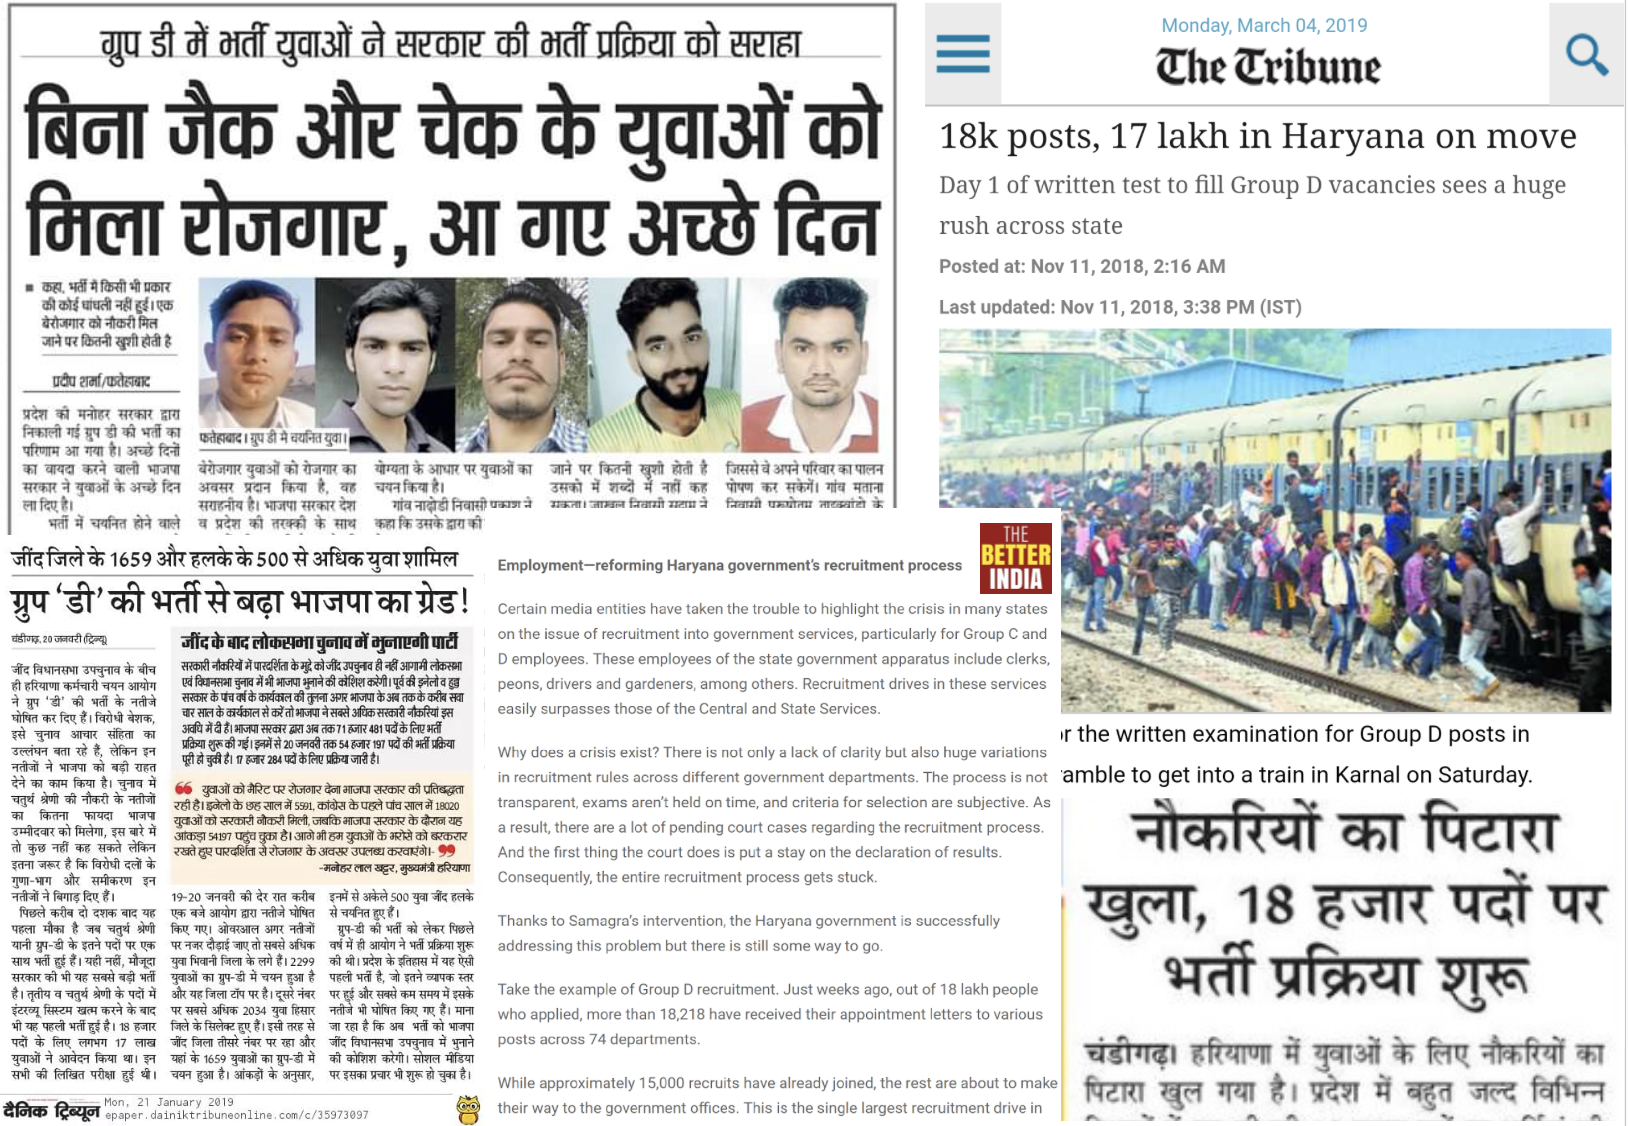 ग्रुप डी में भर्ती युवाओं ने सरकार की भर्ती प्रक्रिया को सराहा
बिना जैक और चेक के युवाओं को
मिला रोजगार, आ गए अच्छे दिन
कहा, भर्ती में किसी भी प्रकार
की कोई धांधली नहीं हुई। एक
बेरोजगार को नौकरी मिल
जाने पर कितनी खुशी होती है
प्रदीप शर्मा/फतेहाबाद
प्रदेश की मनोहर सरकार द्वारा
निकाली गई ग्रुप डी की भर्ती का
परिणाम आ गया है। अच्छे दिनों
का वायदा करने वाली भाजपा
सरकार ने युवाओं के अच्छे दिन
ला दिए है।
भर्ती में चयनित होने वाले
फतेहाबाद। ग्रुप डी में चयनित युवा।
बेरोजगार युवाओं को रोजगार का
अवसर प्रदान किया है, वह
सराहनीय है। भाजपा सरकार देश
व प्रदेश की तरक्की के साथ
योग्यता के आधार पर युवाओं का
चयन किया है।
गांव नाढ़ोडी निवासी प्रकाश ने
कहा कि उसके द्वारा की
जाने पर कितनी खुशी होती है
उसको में शब्दों में नहीं कह
सकता। जाखल निवासी सद्दाम ने
जिससे वे अपने परिवार का पालन
पोषण कर सकेगें। गांव मताना
निवासी
Monday, March 04, 2019
The Tribune
18k posts, 17 lakh in Haryana on move
Day 1 of written test to fill Group D vacancies sees a huge
rush across state
Posted at: Nov 11, 2018, 2:16 AM
Last updated: Nov 11, 2018, 3:38 PM (IST)
r the written examination for Group D posts in
amble to get into a train in Karnal on Saturday.
जींद जिले के 1659 और हलके के 500 से अधिक युवा शामिल
ग्रुप ‘डी’ की भर्ती से बढ़ा भाजपा का ग्रेड!
चंडीगढ़, 20 जनवरी (ट्रिन्यू)
जींद विधानसभा उपचुनाव के बीच
ही हरियाणा कर्मचारी चयन आयोग
ने ग्रुप ‘डी’ की भर्ती के नतीजे
घोषित कर दिए हैं। विरोधी बेशक,
इसे चुनाव आचार संहिता का
उल्लंघन बता रहे हैं, लेकिन इन
नतीजों ने भाजपा को बड़ी राहत
देने का काम किया है। चुनाव में
चतुर्थ श्रेणी की नौकरी के नतीजों
का कितना फायदा भाजपा
उम्मीदवार को मिलेगा, इस बारे में
तो कुछ नहीं कह सकते लेकिन
इतना जरूर है कि विरोधी दलों के
गुणा-भाग और समीकरण इन
नतीजों ने बिगाड़ दिए हैं।
पिछले करीब दो दशक बाद यह
पहला मौका है जब चतुर्थ श्रेणी
यानी ग्रुप-डी के इतने पदों पर एक
साथ भर्ती हुई हैं। यही नहीं, मौजूदा
सरकार की भी यह सबसे बड़ी भर्ती
है। तृतीय व चतुर्थ श्रेणी के पदों में
इंटरव्यू सिस्टम खत्म करने के बाद
भी यह पहली भर्ती हुई है। 18 हजार
पदों के लिए लगभग 17 लाख
युवाओं ने आवेदन किया था। इन
सभी की लिखित परीक्षा हुई थी।
जींद के बाद लोकसभा चुनाव में भुनाएगी पार्टी
सरकारी नौकरियों में पारदर्शिता के मुद्दे को जींद उपचुनाव ही नहीं आगामी लोकसभा
एवं विधानसभा चुनाव में भी भाजपा भुनाने की कोशिश करेगी। पूर्व की इनेलो व हुड्डा
सरकार के पांच वर्ष के कार्यकाल की तुलना अगर भाजपा के अब तक के करीब सवा
चार साल के कार्यकाल से करें तो भाजपा ने सबसे अधिक सरकारी नौकरियां इस
अवधि में दी हैं। भाजपा सरकार द्वारा अब तक 71 हजार 481 पदों के लिए भर्ती
प्रक्रिया शुरू की गई। इनमें से 20 जनवरी तक 54 हजार 197 पदों की भर्ती प्रक्रिया
पूरी हो चुकी है। 17 हजार 284 पदों के लिए प्रक्रिया जारी है।
❝ युवाओं को मैरिट पर रोजगार देना भाजपा सरकार की प्रतिबद्धता
रही है। इनेलो के छह साल में 5591, कांग्रेस के पहले पांच साल में 18020
युवाओं को सरकारी नौकरी मिली, जबकि भाजपा सरकार के दौरान यह
आंकड़ा 54197 पहुंच चुका है। आगे भी हम युवाओं के भरोसे को बरकरार
रखते हुए पारदर्शिता से रोजगार के अवसर उपलब्ध करवाएंगे।- ❞
-मनोहर लाल खट्टर, मुख्यमंत्री हरियाणा
19-20 जनवरी की देर रात करीब
एक बजे आयोग द्वारा नतीजे घोषित
किए गए। ओवरआल अगर नतीजों
पर नजर दौड़ाई जाए तो सबसे अधिक
युवा भिवानी जिला के लगे हैं। 2299
युवाओं का ग्रुप-डी में चयन हुआ है
और यह जिला टॉप पर है। दूसरे नंबर
पर सबसे अधिक 2034 युवा हिसार
जिले के सिलेक्ट हुए हैं। इसी तरह से
जींद जिला तीसरे नंबर पर रहा और
यहां के 1659 युवाओं का ग्रुप-डी में
चयन हुआ है। आंकड़ों के अनुसार,
इनमें से अकेले 500 युवा जींद हलके
से चयनित हुए हैं।
ग्रुप-डी की भर्ती को लेकर पिछले
वर्ष में ही आयोग ने भर्ती प्रक्रिया शुरू
की थी। प्रदेश के इतिहास में यह ऐसी
पहली भर्ती है, जो इतने व्यापक स्तर
पर हुई और सबसे कम समय में इसके
नतीजे भी घोषित किए गए हैं। माना
जा रहा है कि अब भर्ती को भाजपा
जींद विधानसभा उपचुनाव में भुनाने
की कोशिश करेगी। सोशल मीडिया
पर इसका प्रचार भी शुरू हो चुका है।
दैनिक ट्रिब्यून
Mon, 21 January 2019
epaper.dainiktribuneonline.com/c/35973097
THE
BETTER
INDIA
Employment—reforming Haryana government's recruitment process
Certain media entities have taken the trouble to highlight the crisis in many states
on the issue of recruitment into government services, particularly for Group C and
D employees. These employees of the state government apparatus include clerks,
peons, drivers and gardeners, among others. Recruitment drives in these services
easily surpasses those of the Central and State Services.
Why does a crisis exist? There is not only a lack of clarity but also huge variations
in recruitment rules across different government departments. The process is not
transparent, exams aren't held on time, and criteria for selection are subjective. As
a result, there are a lot of pending court cases regarding the recruitment process.
And the first thing the court does is put a stay on the declaration of results.
Consequently, the entire recruitment process gets stuck.
Thanks to Samagra's intervention, the Haryana government is successfully
addressing this problem but there is still some way to go.
Take the example of Group D recruitment. Just weeks ago, out of 18 lakh people
who applied, more than 18,218 have received their appointment letters to various
posts across 74 departments.
While approximately 15,000 recruits have already joined, the rest are about to make
their way to the government offices. This is the single largest recruitment drive in
नौकरियों का पिटारा
खुला, 18 हजार पदों पर
भर्ती प्रक्रिया शुरू
चंडीगढ़। हरियाणा में युवाओं के लिए नौकरियों का
पिटारा खुल गया है। प्रदेश में बहुत जल्द विभिन्न